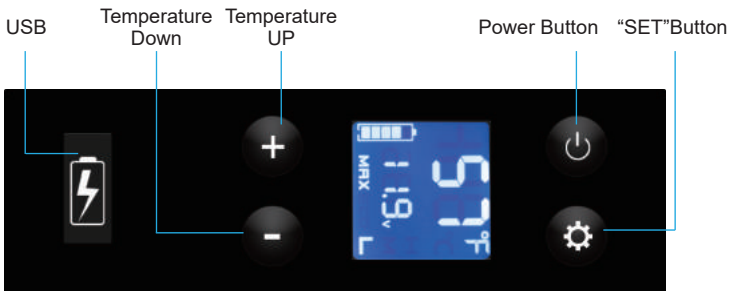 USB
Temperature
Down
Temperature
UP
Power Button
“SET”Button
57°F
11.9v
MAX
L